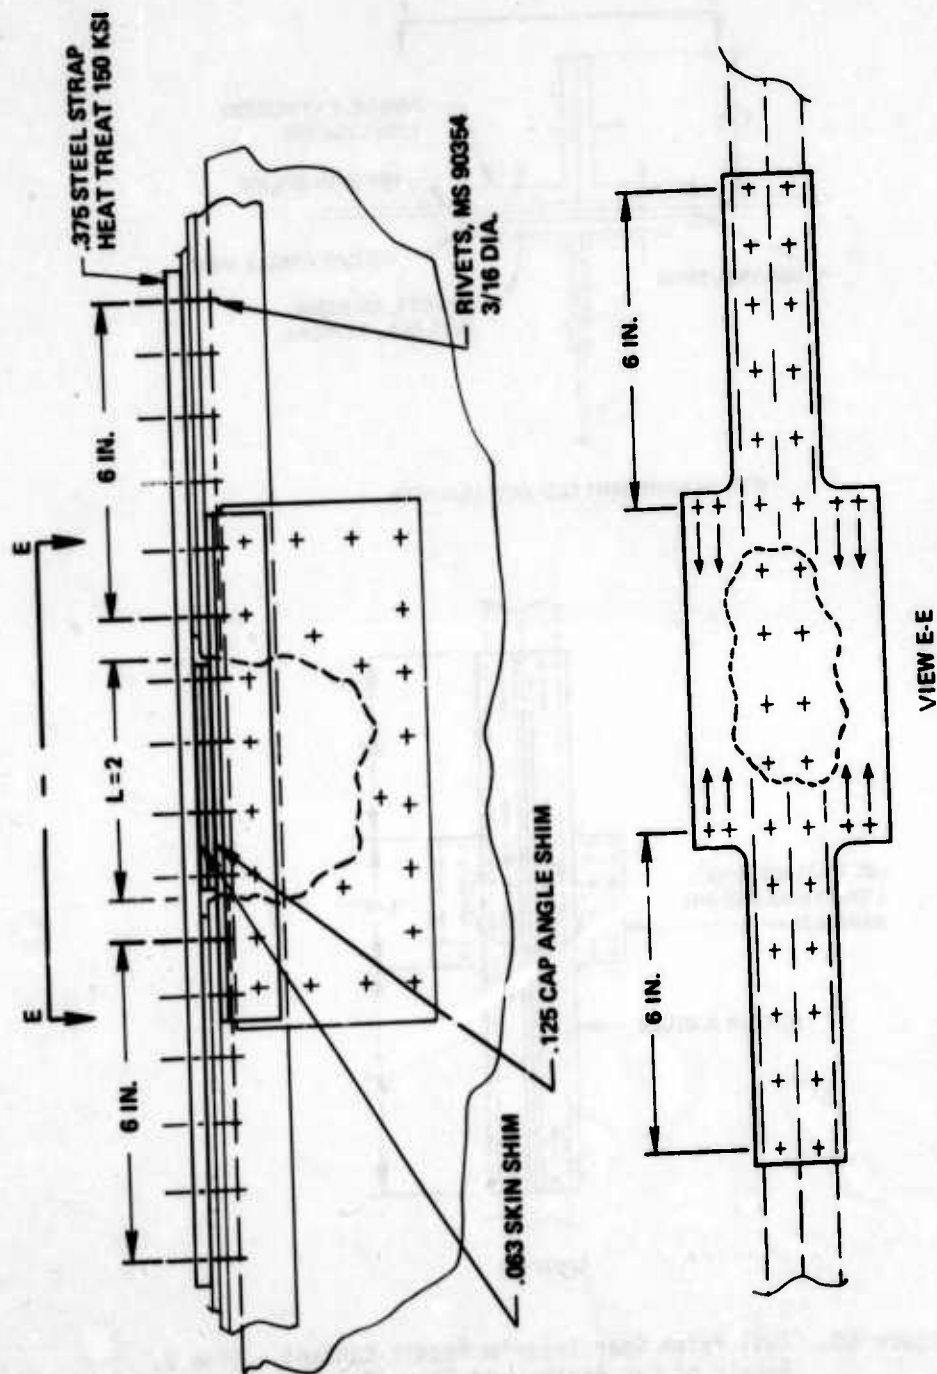 .375 STEEL STRAP
HEAT TREAT 150 KSI
E
E
6 IN.
L = 2
6 IN.
RIVETS, MS 90354
3/16 DIA.
.063 SKIN SHIM
.125 CAP ANGLE SHIM
6 IN.
6 IN.
VIEW E-E